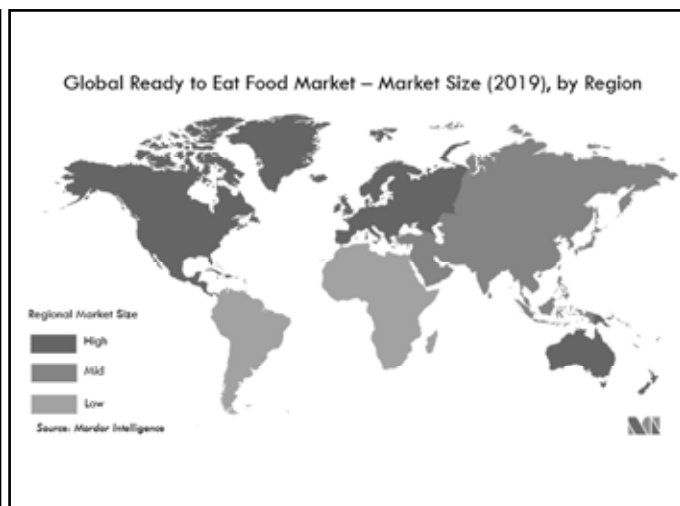 Global Ready to Eat Food Market – Market Size (2019), by Region
Regional Market Size
High
Mid
Low
Source: Mordor Intelligence